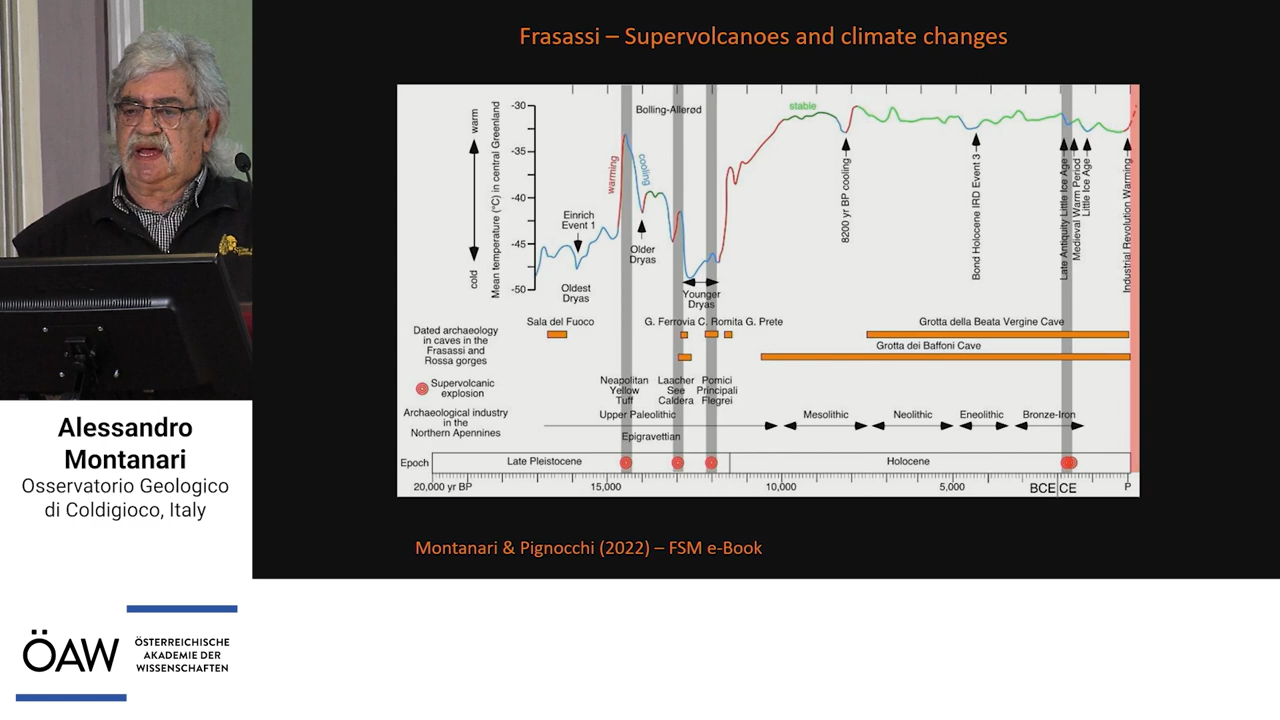 Frasassi – Supervolcanoes and climate changes
warm
cold
Mean temperature (°C) in central Greenland
-30
-35
-40
-45
-50
Bolling-Allerød
stable
warming
cooling
Einrich
Event 1
Older
Dryas
Oldest
Dryas
Younger
Dryas
8200 yr BP cooling
Bond Holocene IRD Event 3
Late Antiquity Little Ice Age
Medieval Warm Period
Little Ice Age
Industrial Revolution Warming
Dated archaeology
in caves in the
Frasassi and
Rossa gorges
Sala del Fuoco
G. Ferrovia C. Romita G. Prete
Grotta della Beata Vergine Cave
Grotta dei Baffoni Cave
Supervolcanic
explosion
Neapolitan
Yellow
Tuff
Laacher
See
Caldera
Pomici
Principali
Flegrei
Archaeological industry
in the
Northern Apennines
Upper Paleolithic
Epigravettian
Mesolithic
Neolithic
Eneolithic
Bronze-Iron
Epoch
Late Pleistocene
Holocene
20,000 yr BP
15,000
10,000
5,000
BCE CE
P
Montanari & Pignocchi (2022) – FSM e-Book
Alessandro
Montanari
Osservatorio Geologico
di Coldigioco, Italy
ÖAW
ÖSTERREICHISCHE
AKADEMIE DER
WISSENSCHAFTEN